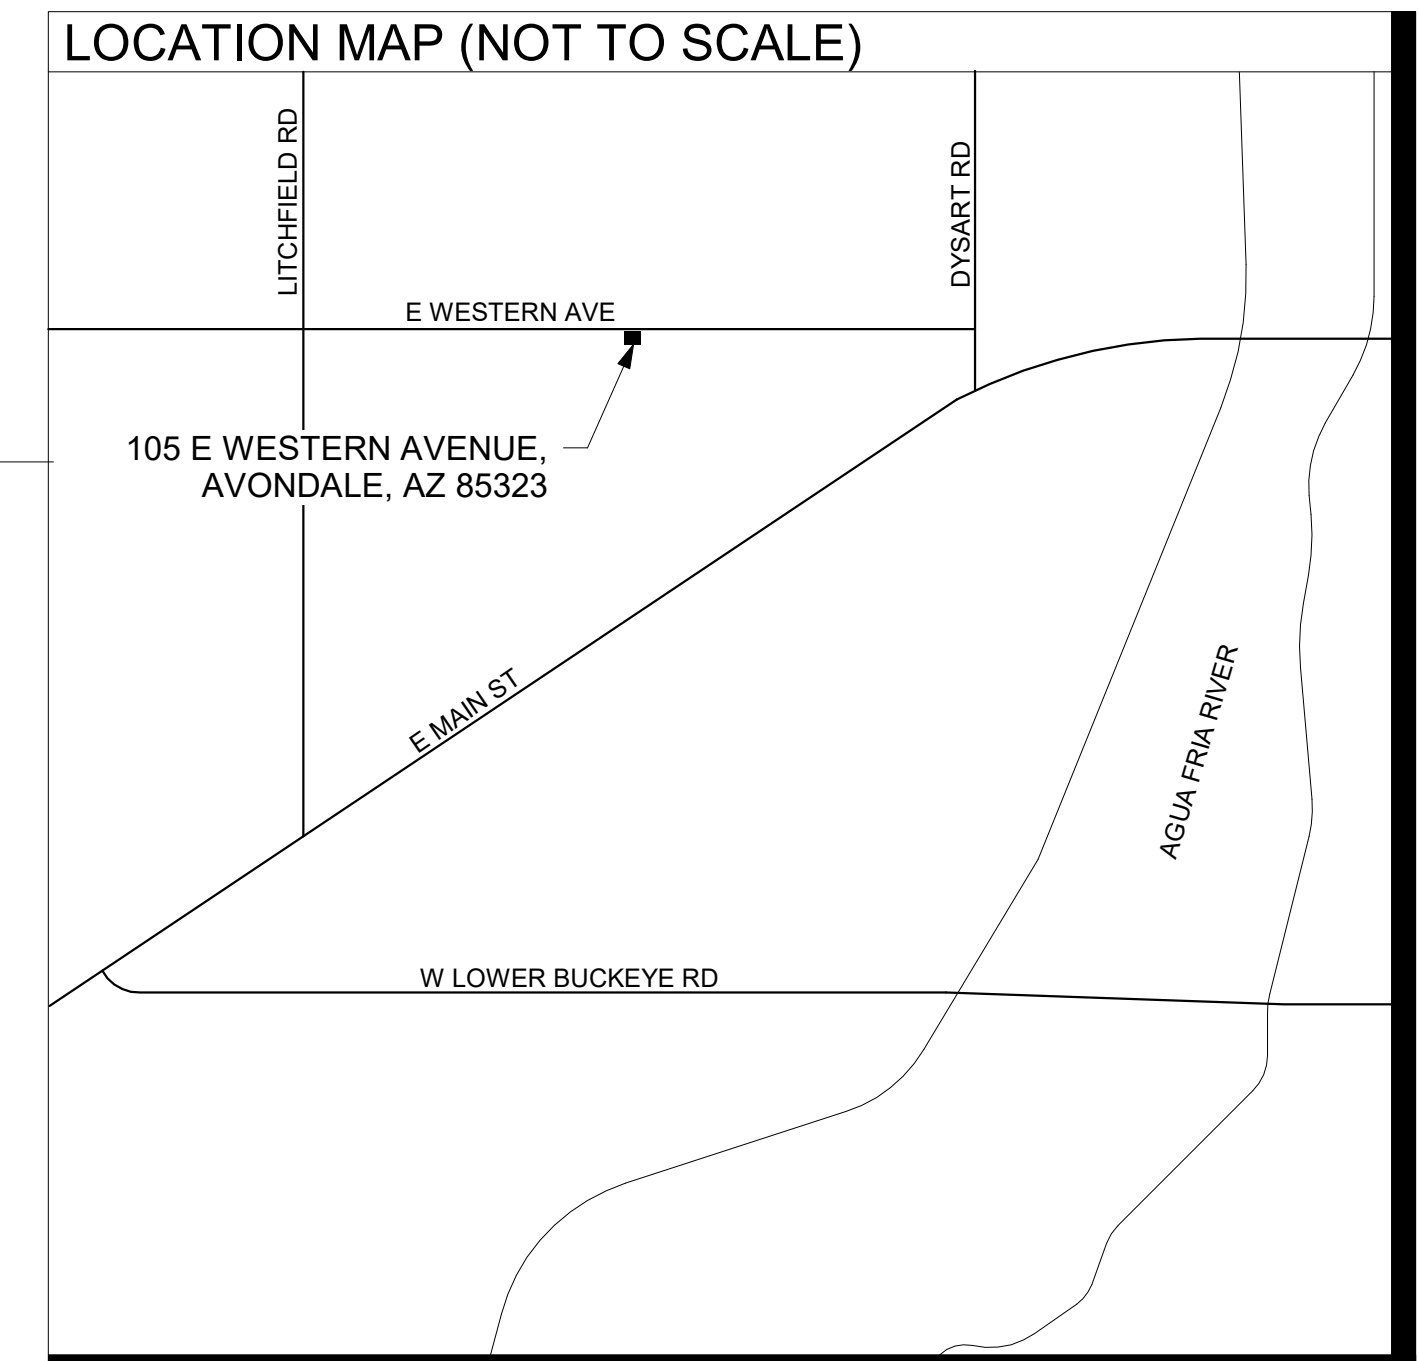 LOCATION MAP (NOT TO SCALE)
LITCHFIELD RD
DYSART RD
E WESTERN AVE
105 E WESTERN AVENUE,
AVONDALE, AZ 85323
E MAIN ST
AGUA FRIA RIVER
W LOWER BUCKEYE RD